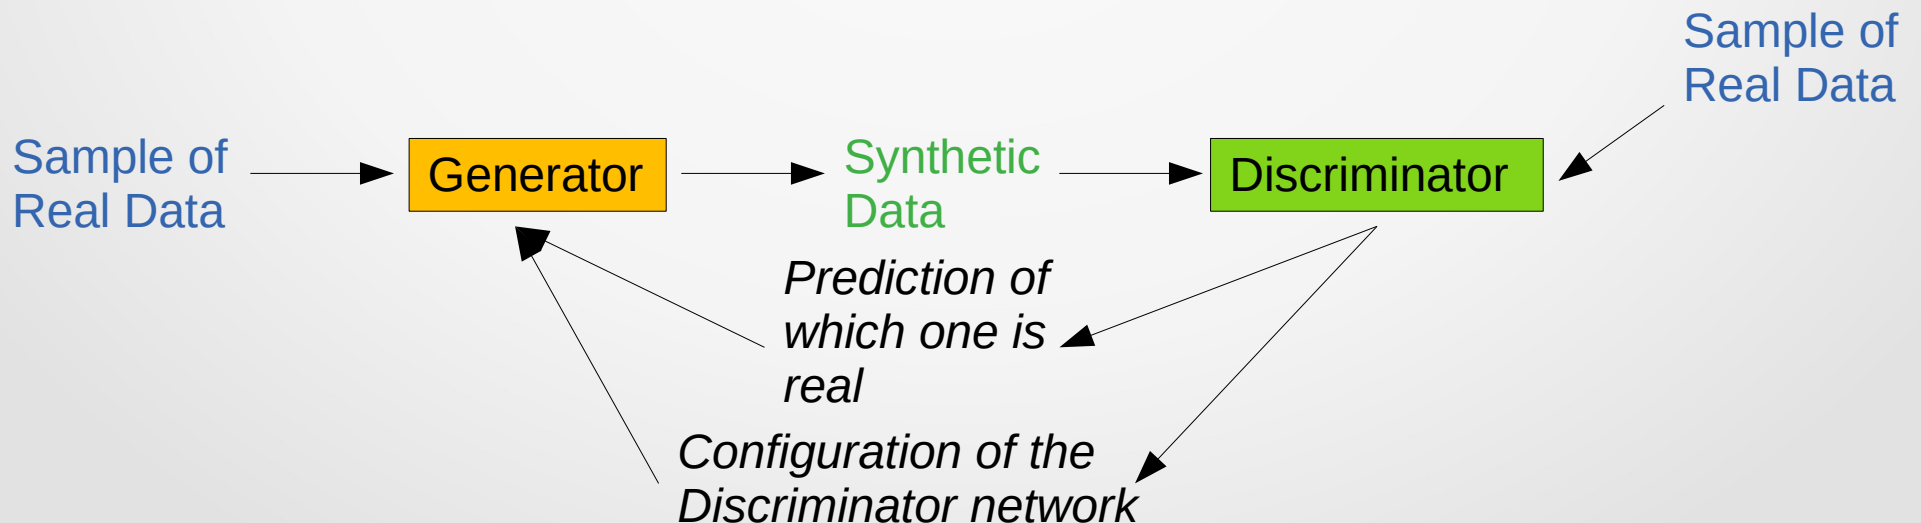 Sample of
Real Data
Sample of
Real Data
Generator
Synthetic
Data
Discriminator
Prediction of
which one is
real
Configuration of the
Discriminator network